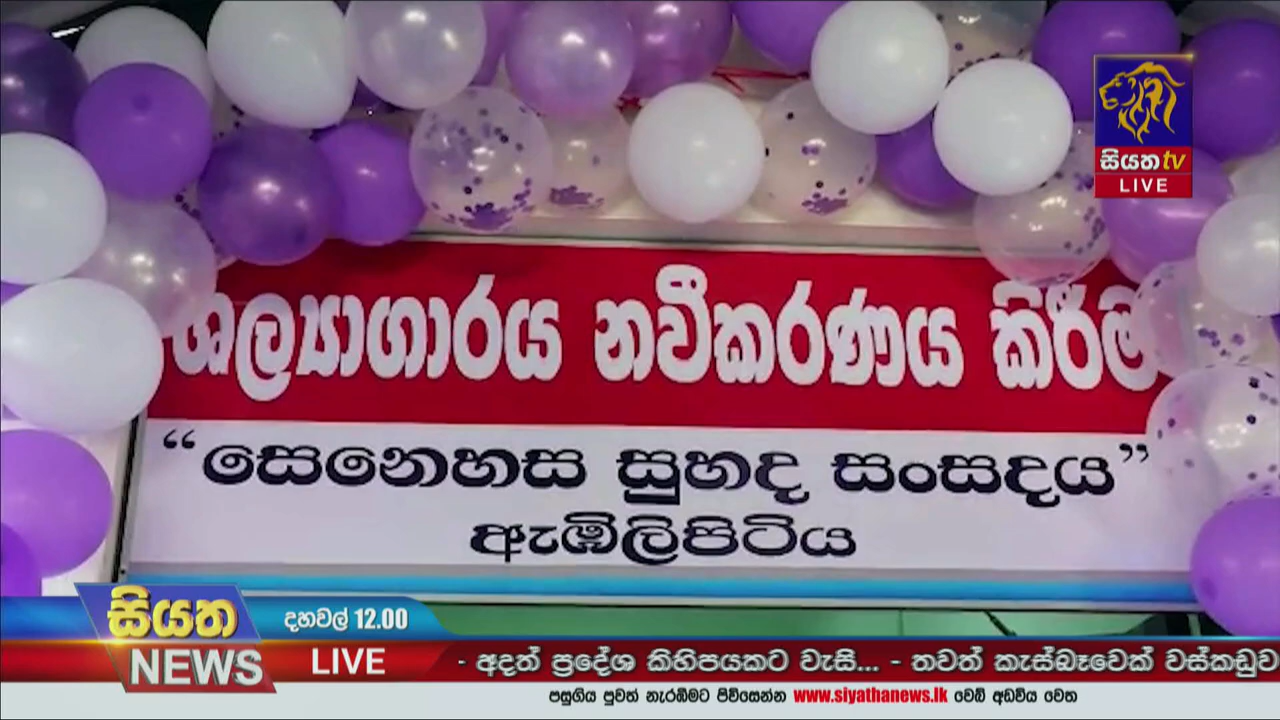 සියත tv
LIVE
ශල්‍යාගාරය නවීකරණය කිරීම
“සෙනෙහස සුහද සංසදය”
ඇඹිලිපිටිය
සියත
NEWS
දහවල් 12.00
LIVE
- අදත් ප්‍රදේශ කිහිපයකට වැසි... - තවත් කැස්බෑවෙක් වස්කඩුව
පසුගිය පුවත් නැරඹීමට පිවිසෙන්න www.siyathanews.lk වෙබ් අඩවිය වෙත